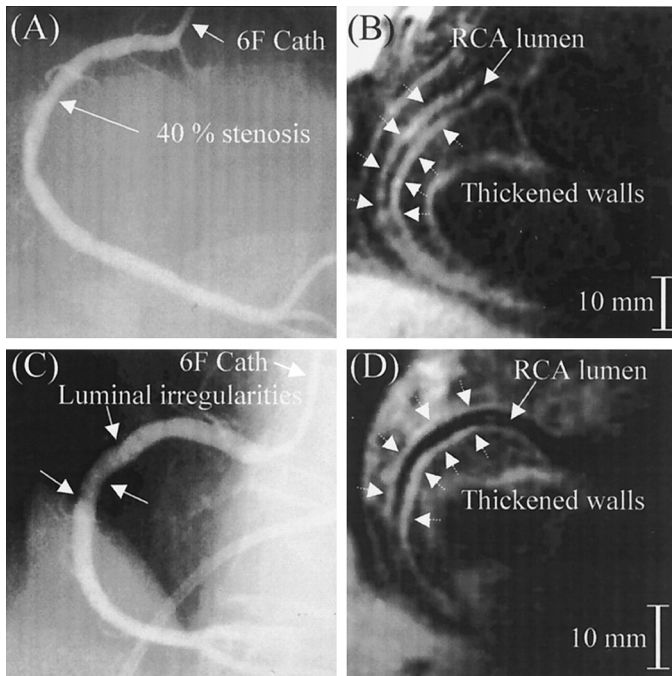 (A)
6F Cath
40 % stenosis
(B)
RCA lumen
Thickened walls
10 mm
(C)
6F Cath
Luminal irregularities
(D)
RCA lumen
Thickened walls
10 mm